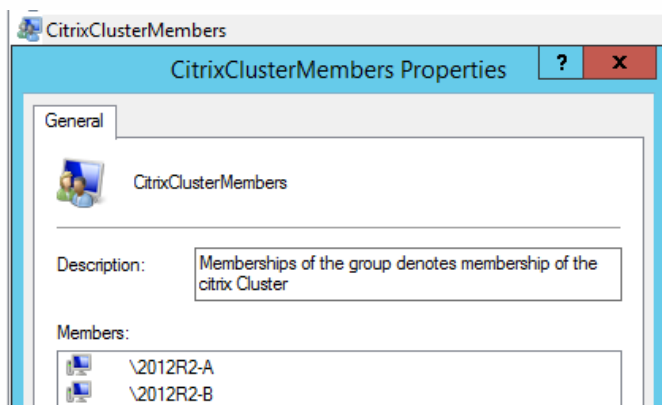 CitrixClusterMembers
CitrixClusterMembers Properties
? x
General
CitrixClusterMembers
Description:
Memberships of the group denotes membership of the
citrix Cluster
Members:
\2012R2-A
\2012R2-B